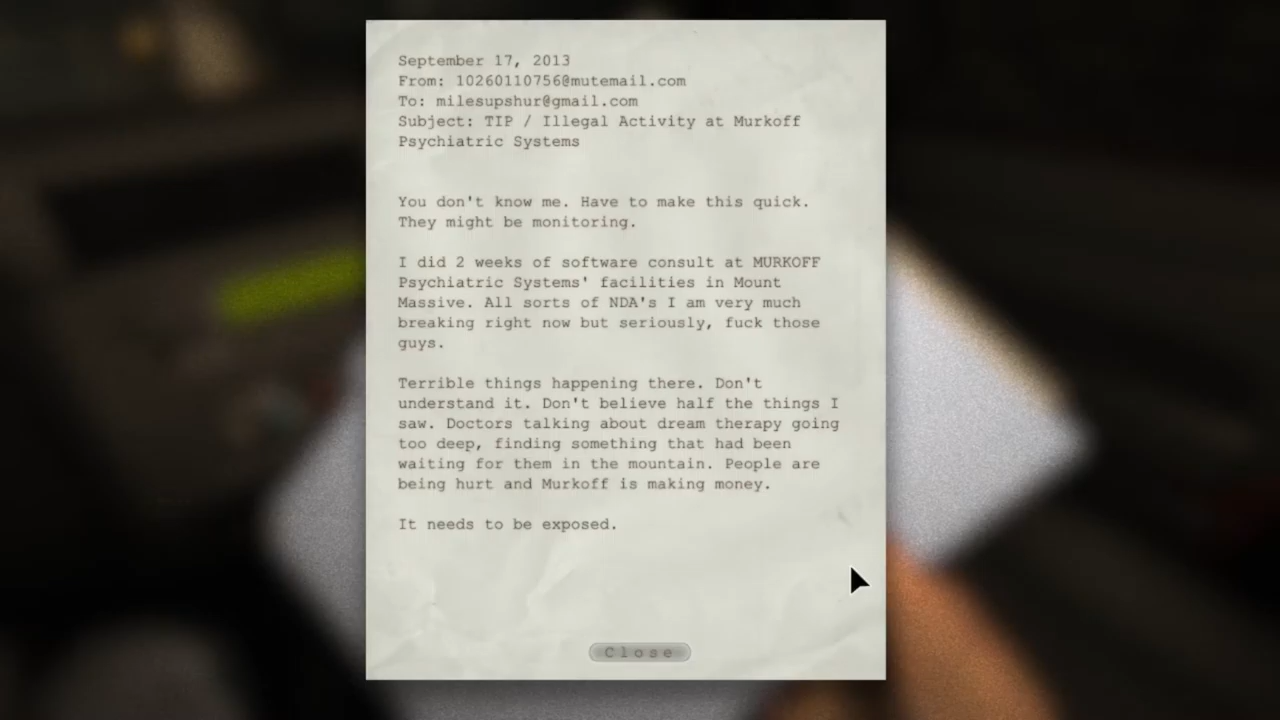 September 17, 2013
From: 10260110756@mutemail.com
To: milesupshur@gmail.com
Subject: TIP / Illegal Activity at Murkoff
Psychiatric Systems
You don't know me. Have to make this quick.
They might be monitoring.
I did 2 weeks of software consult at MURKOFF
Psychiatric Systems' facilities in Mount
Massive. All sorts of NDA's I am very much
breaking right now but seriously, fuck those
guys.
Terrible things happening there. Don't
understand it. Don't believe half the things I
saw. Doctors talking about dream therapy going
too deep, finding something that had been
waiting for them in the mountain. People are
being hurt and Murkoff is making money.
It needs to be exposed.
Close